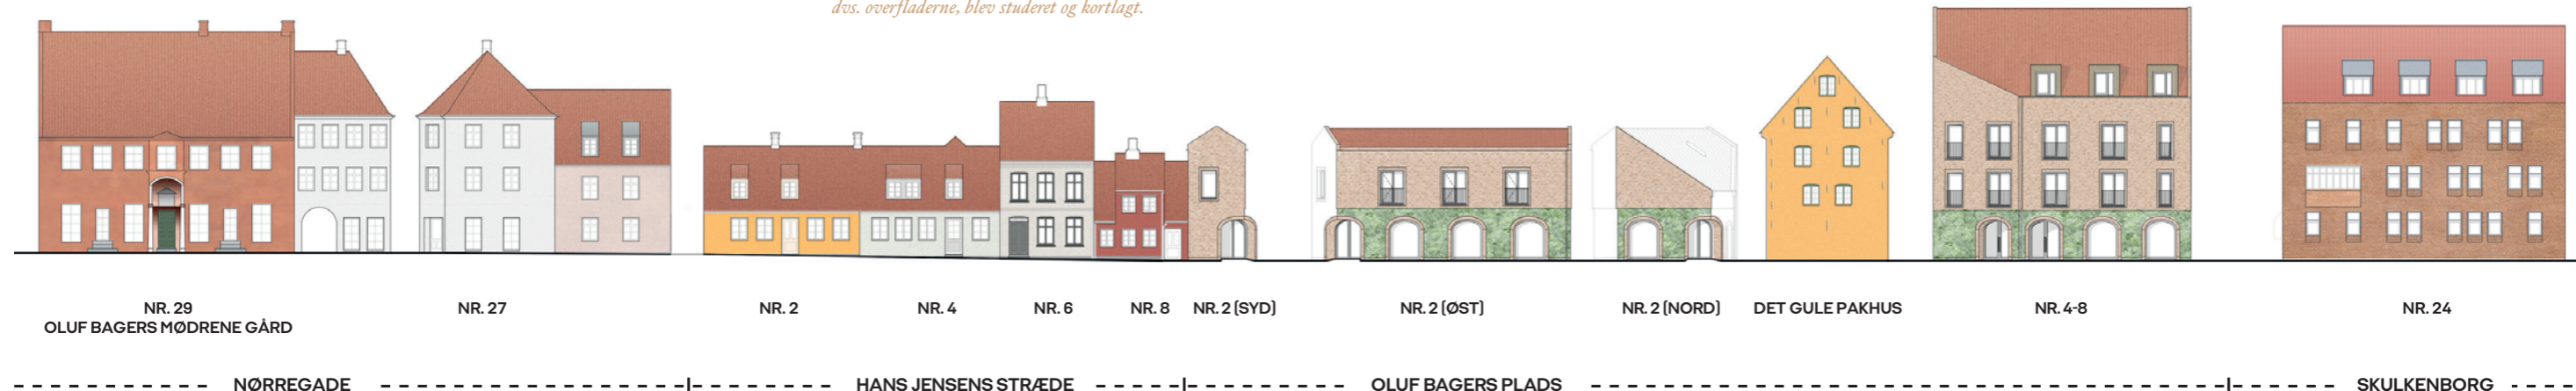 dvs. overfladerne, blev studeret og kortlagt.
NR. 29
OLUF BAGERS MØDRENE GÅRD
NR. 27
NR. 2
NR. 4
NR. 6
NR. 8
NR. 2 (SYD)
NR. 2 (ØST)
NR. 2 (NORD)
DET GULE PAKHUS
NR. 4-8
NR. 24
NØRREGADE
HANS JENSENS STRÆDE
OLUF BAGERS PLADS
SKULKENBORG